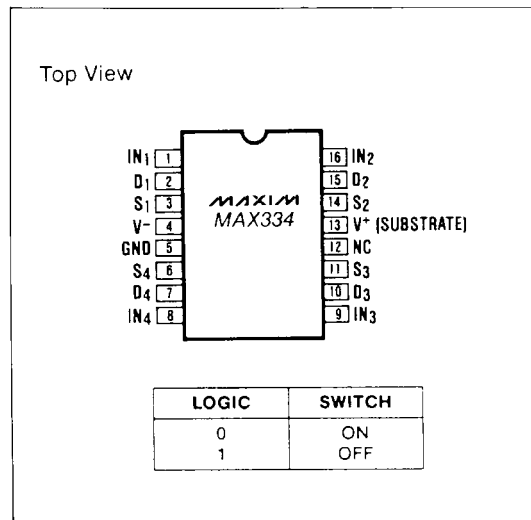 Top View
IN1 1
D1 2
S1 3
V- 4
GND 5
S4 6
D4 7
IN4 8
MAXIM
MAX334
16 IN2
15 D2
14 S2
13 V+ (SUBSTRATE)
12 NC
11 S3
10 D3
9 IN3
LOGIC SWITCH
0 ON
1 OFF